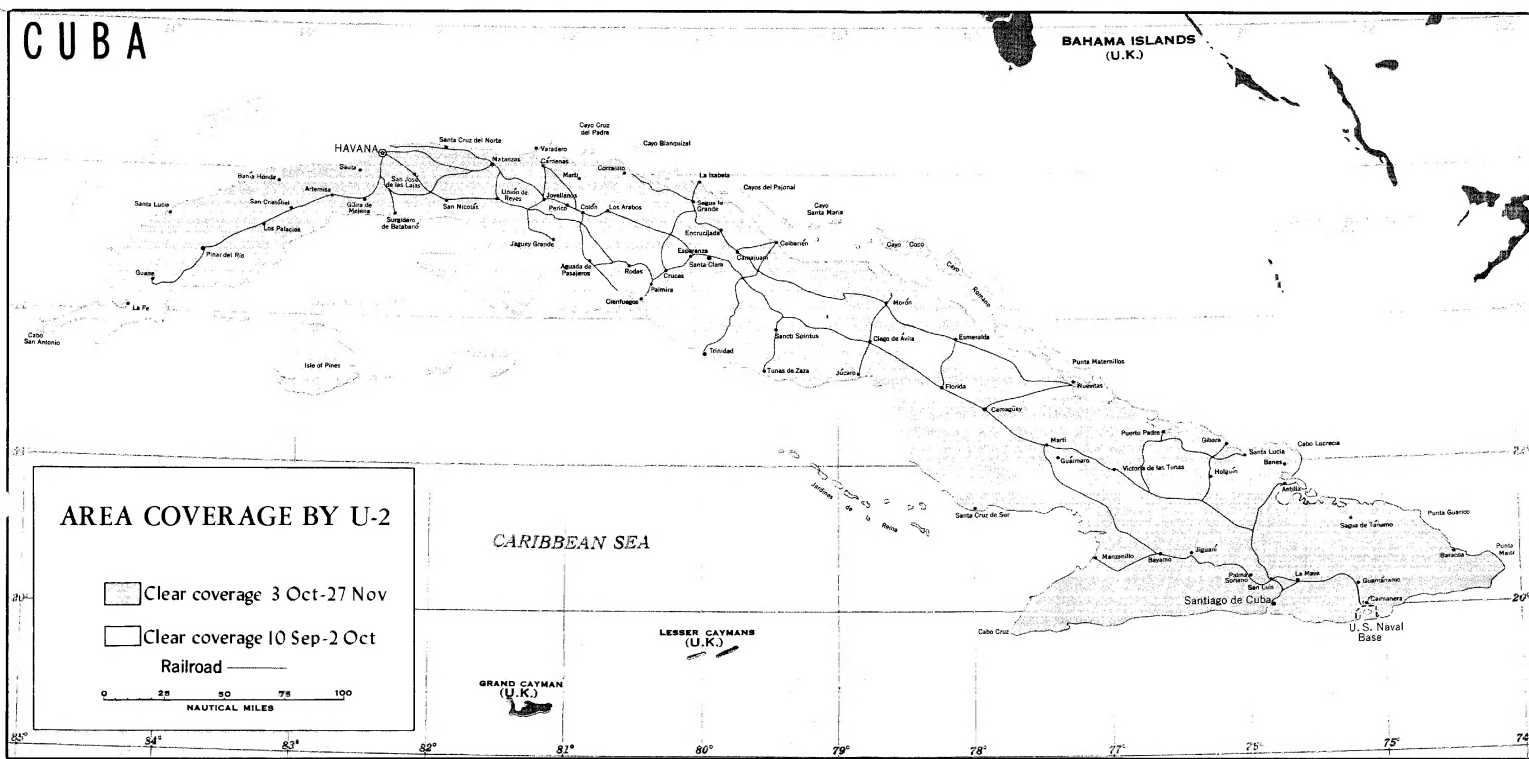 CUBA
BAHAMA ISLANDS
(U.K.)
HAVANA
Santa Cruz del Norte
Varadero
Cayo Cruz
del Padre
Cayo Blanquizal
Matanzas
Cárdenas
Martí
Corralillo
La Isabela
Cayos del Pajonal
Cayo
Santa María
Bauta
Bahía Honda
San José
de las Lajas
Artemisa
Güira de
Melena
Surgidero
de Batabanó
San Nicolás
Unión de
Reyes
Jovellanos
Perico
Colón
Los Arabos
Sagua la
Grande
Santa Lucía
San Cristóbal
Los Palacios
Pinar del Río
Guane
La Fe
Cabo
San Antonio
Isle of Pines
Jaguey Grande
Aguada de
Pasajeros
Rodas
Cruces
Palmira
Cienfuegos
Encrucijada
Esperanza
Santa Clara
Camajuaní
Caibarién
Cayo Coco
Cayo Romano
Morón
Trinidad
Sancti Spíritus
Tunas de Zaza
Júcaro
Ciego de Ávila
Esmeralda
Florida
Punta Maternillos
Nuevitas
Camagüey
Martí
Guáimaro
Puerto Padre
Gibara
Santa Lucía
Cabo Lucrecia
Banes
Victoria de las Tunas
Holguín
Antilla
Jardines de la Reina
Santa Cruz de Sur
Sagua de Tánamo
Punta Guarico
Baracoa
Punta
Maisí
Manzanillo
Bayamo
Jiguaní
Palma
Soriano
San Luis
La Maya
Guantánamo
Caimanera
Santiago de Cuba
U.S. Naval
Base
Cabo Cruz
CARIBBEAN SEA
LESSER CAYMANS
(U.K.)
GRAND CAYMAN
(U.K.)
AREA COVERAGE BY U-2
Clear coverage 3 Oct-27 Nov
Clear coverage 10 Sep-2 Oct
Railroad
0 25 50 75 100
NAUTICAL MILES
20°
20°
85° 84° 83° 82° 81° 80° 79° 78° 77° 75° 75° 74°